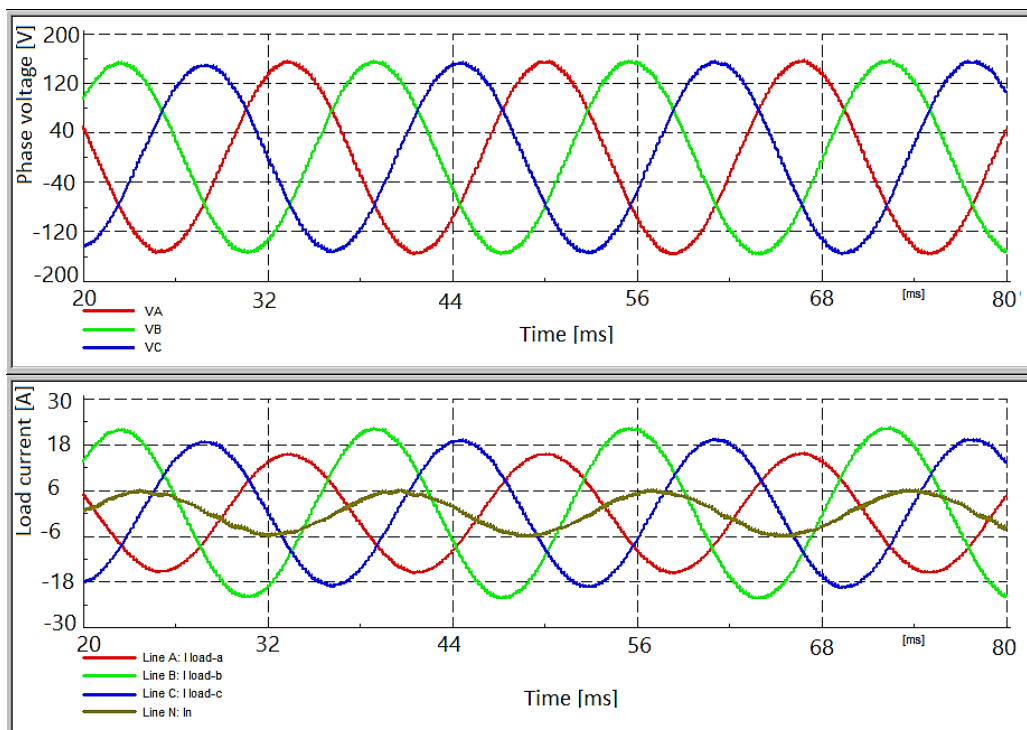 Phase voltage [V]
200
120
40
-40
-120
-200
20
32
44
56
68
[ms]
80
VA
VB
VC
Time [ms]
Load current [A]
30
18
6
-6
-18
-30
20
32
44
56
68
[ms]
80
Line A: I load-a
Line B: I load-b
Line C: I load-c
Line N: In
Time [ms]